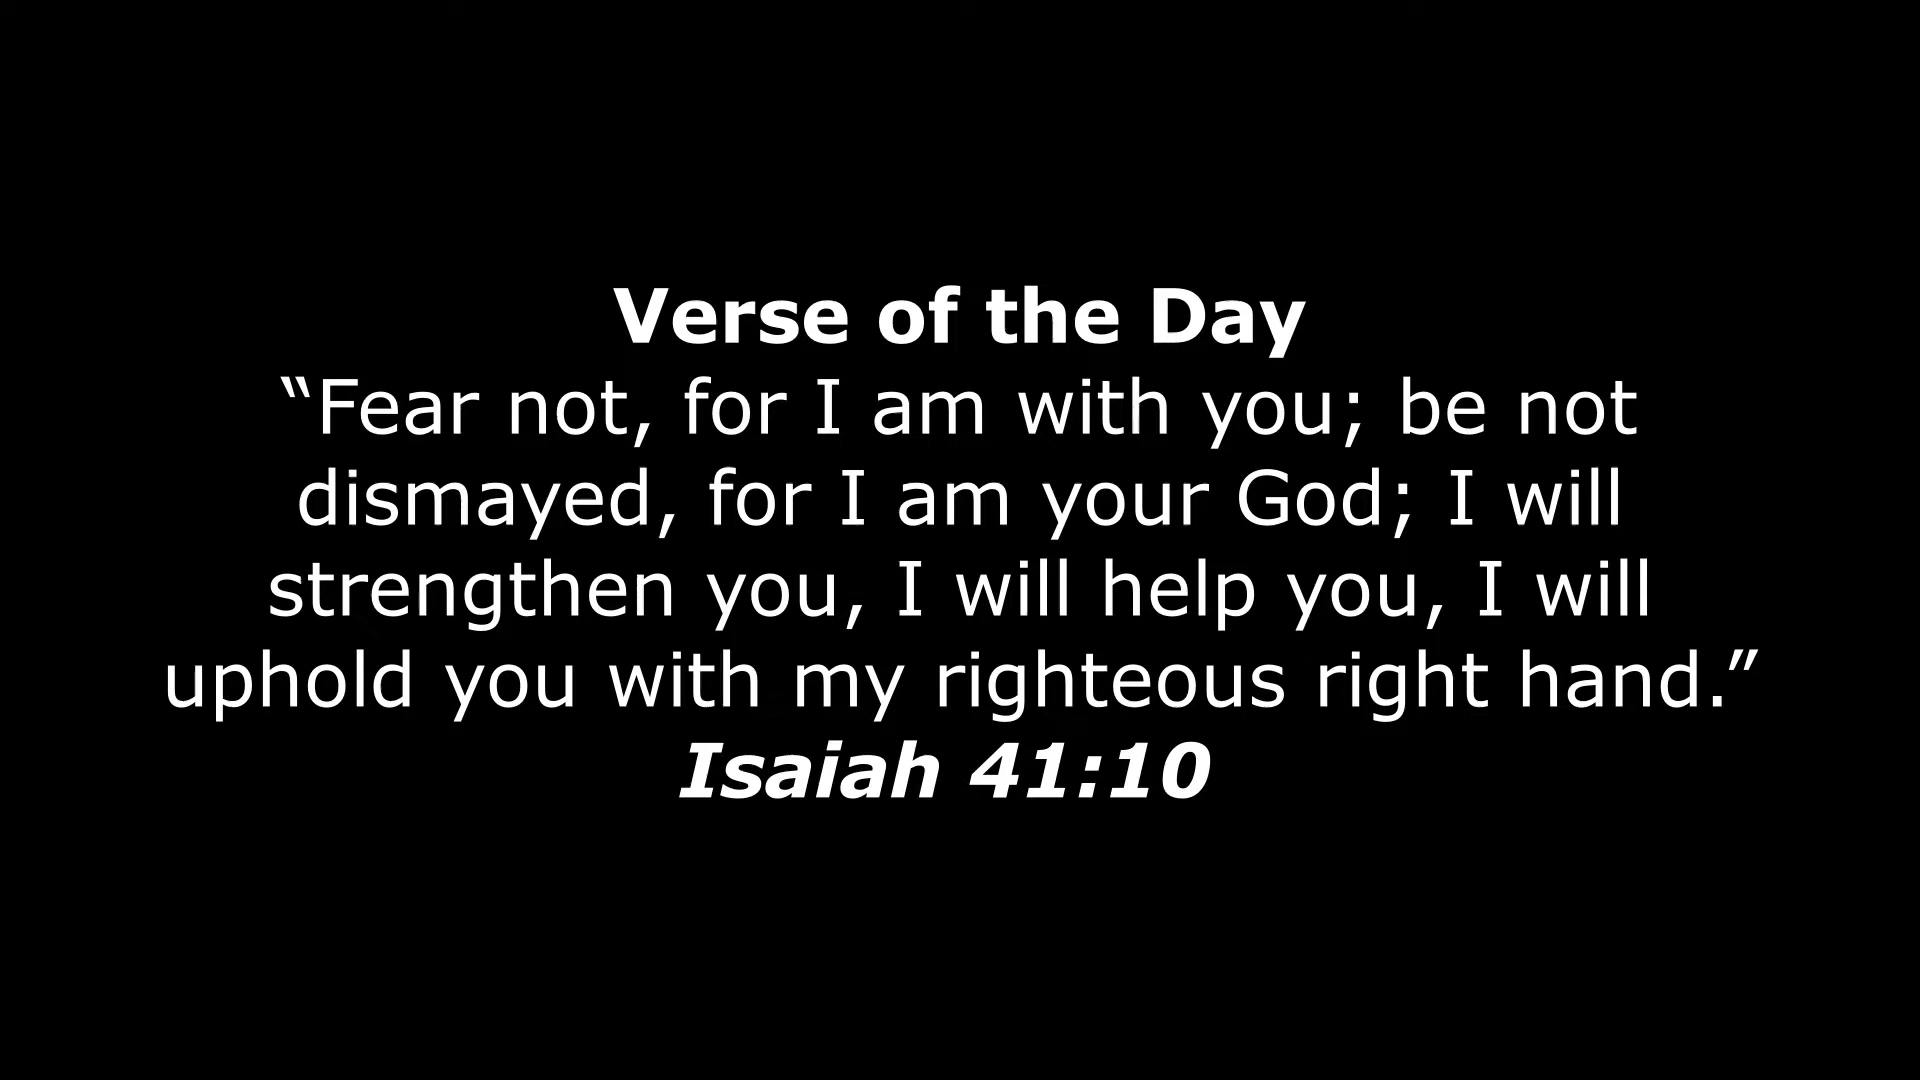 Verse of the Day
“Fear not, for I am with you; be not
dismayed, for I am your God; I will
strengthen you, I will help you, I will
uphold you with my righteous right hand.”
Isaiah 41:10